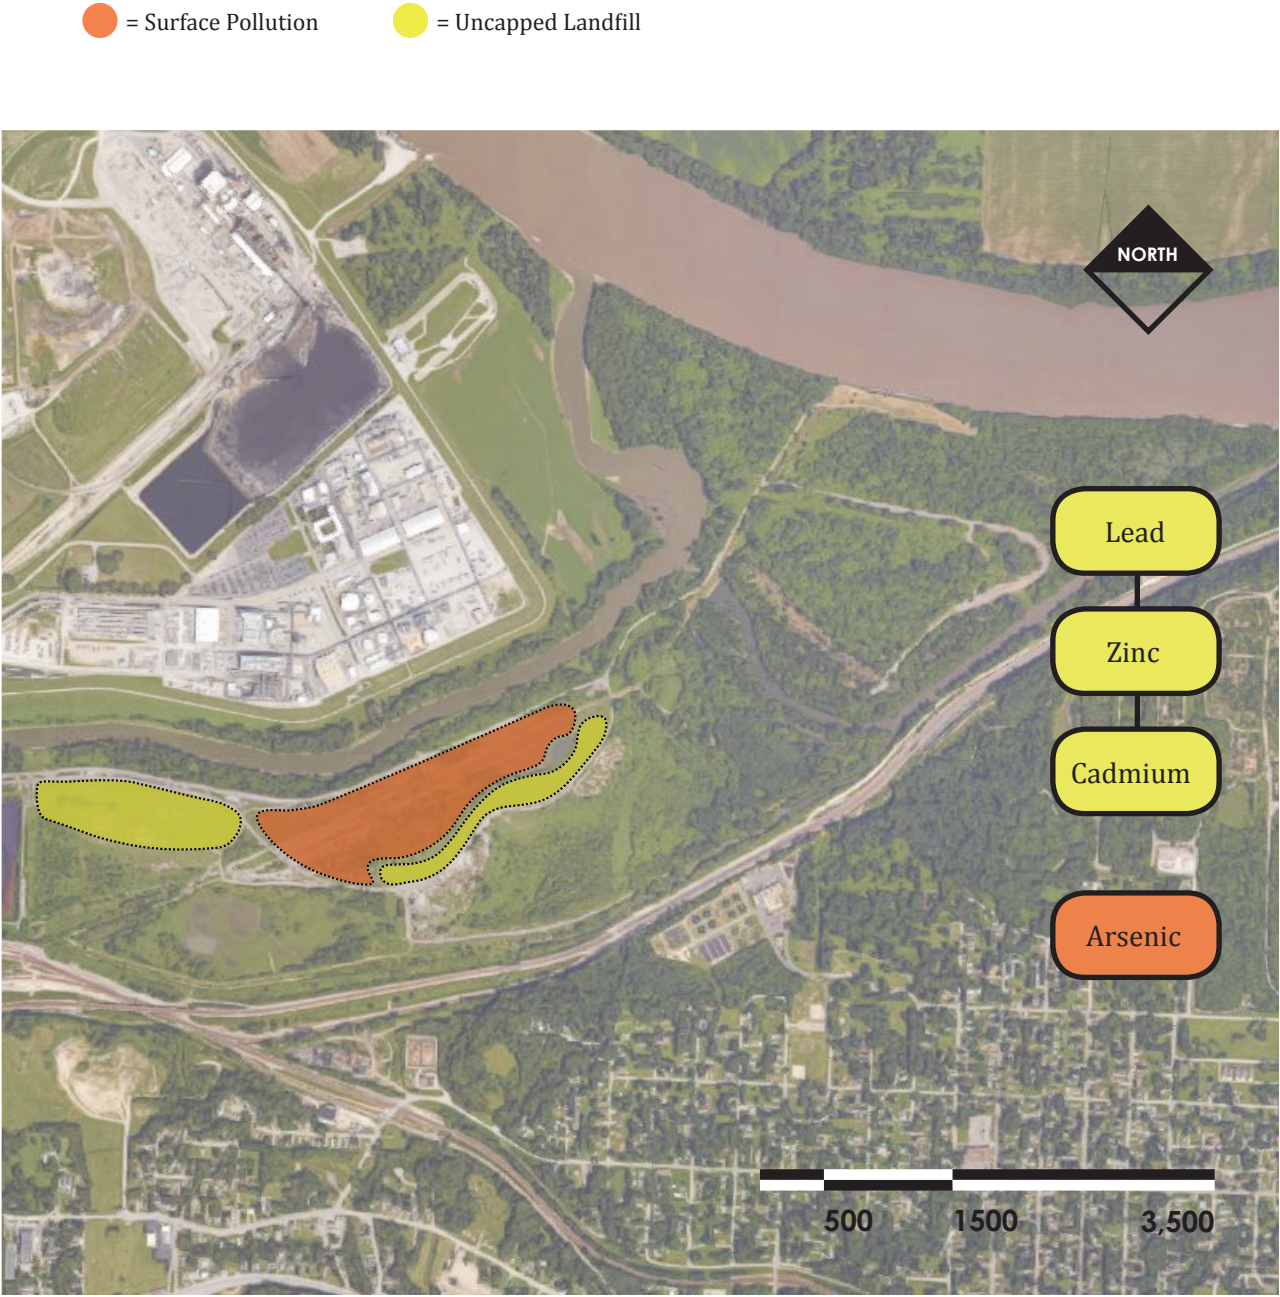 = Surface Pollution
= Uncapped Landfill
NORTH
Lead
Zinc
Cadmium
Arsenic
500 1500 3,500